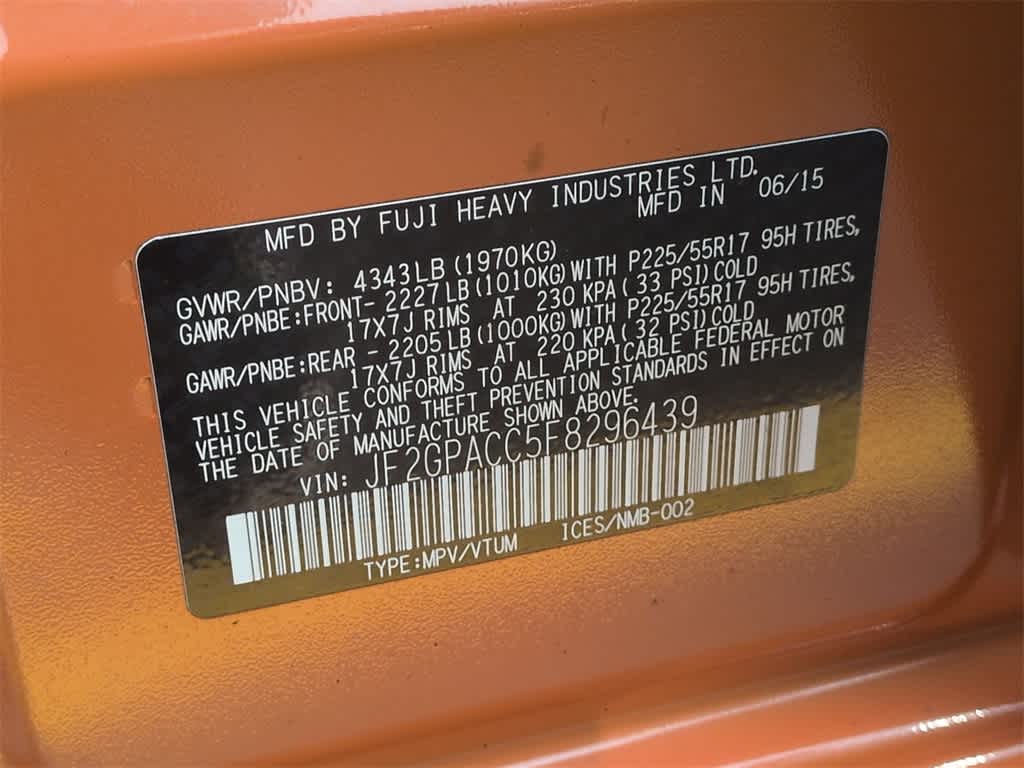 MFD BY FUJI HEAVY INDUSTRIES LTD.
MFD IN 06/15
GVWR/PNBV: 4343LB (1970KG)
GAWR/PNBE:FRONT- 2227LB(1010KG)WITH P225/55R17 95H TIRES,
17X7J RIMS AT 230 KPA( 33 PSI)COLD
GAWR/PNBE:REAR - 2205LB(1000KG)WITH P225/55R17 95H TIRES,
17X7J RIMS AT 220 KPA( 32 PSI)COLD
THIS VEHICLE CONFORMS TO ALL APPLICABLE FEDERAL MOTOR
VEHICLE SAFETY AND THEFT PREVENTION STANDARDS IN EFFECT ON
THE DATE OF MANUFACTURE SHOWN ABOVE.
VIN: JF2GPACC5F8296439
TYPE:MPV/VTUM ICES/NMB-002